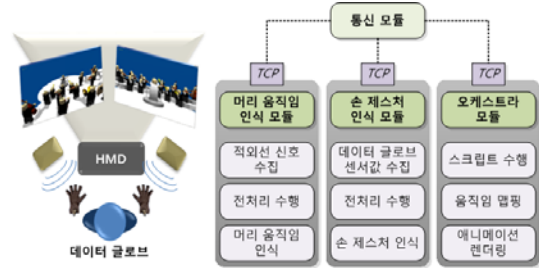 HMD
데이터 글로브
통신 모듈
TCP
TCP
TCP
머리 움직임
인식 모듈
적외선 신호
수집
전처리 수행
머리 움직임
인식
손 제스처
인식 모듈
데이터 글로브
센서값 수집
전처리 수행
손 제스처 인식
오케스트라
모듈
스크립트 수행
움직임 맵핑
애니메이션
렌더링